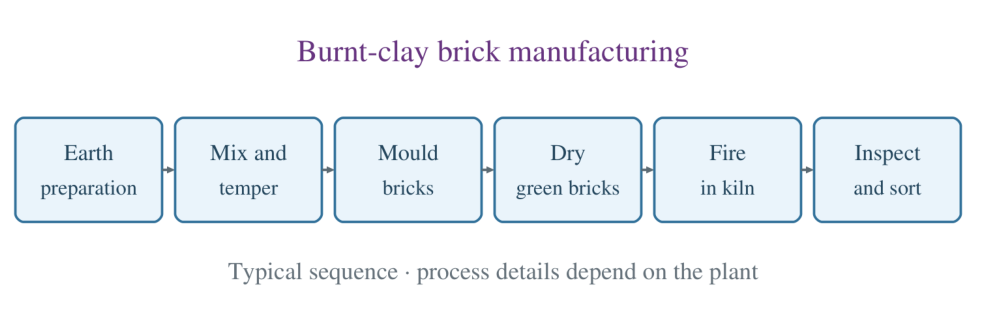 Burnt-clay brick manufacturing
Earth
preparation
Mix and
temper
Mould
bricks
Dry
green bricks
Fire
in kiln
Inspect
and sort
Typical sequence · process details depend on the plant